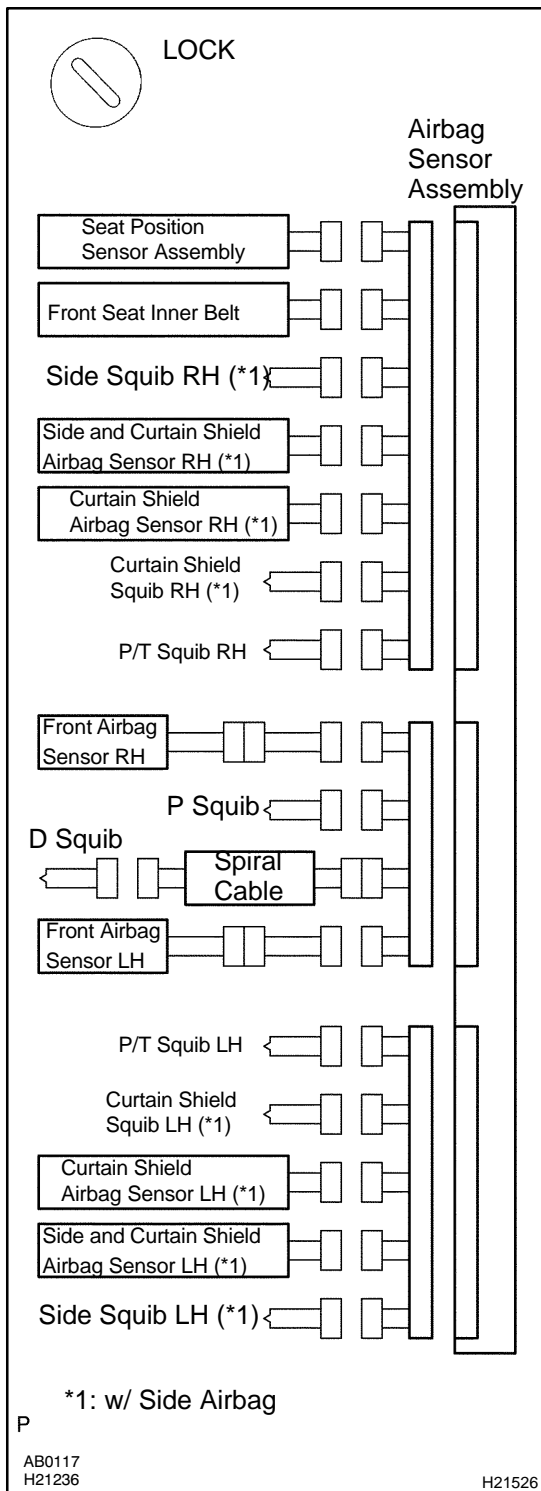 LOCK
Airbag
Sensor
Assembly
Seat Position
Sensor Assembly
Front Seat Inner Belt
Side Squib RH (*1)
Side and Curtain Shield
Airbag Sensor RH (*1)
Curtain Shield
Airbag Sensor RH (*1)
Curtain Shield
Squib RH (*1)
P/T Squib RH
Front Airbag
Sensor RH
P Squib
D Squib
Spiral
Cable
Front Airbag
Sensor LH
P/T Squib LH
Curtain Shield
Squib LH (*1)
Curtain Shield
Airbag Sensor LH (*1)
Side and Curtain Shield
Airbag Sensor LH (*1)
Side Squib LH (*1)
*1: w/ Side Airbag
P
AB0117
H21236
H21526